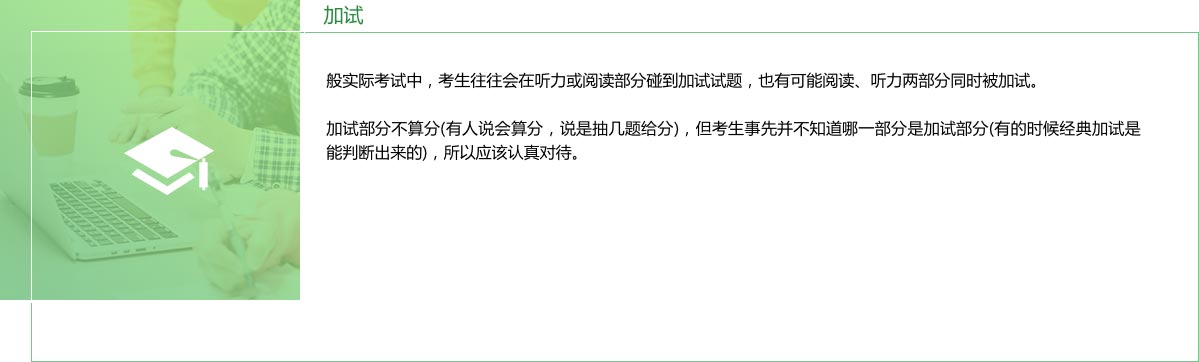 加试
般实际考试中，考生往往会在听力或阅读部分碰到加试试题，也有可能阅读、听力两部分同时被加试。
加试部分不算分(有人说会算分，说是抽几题给分)，但考生事先并不知道哪一部分是加试部分(有的时候经典加试是
能判断出来的)，所以应该认真对待。